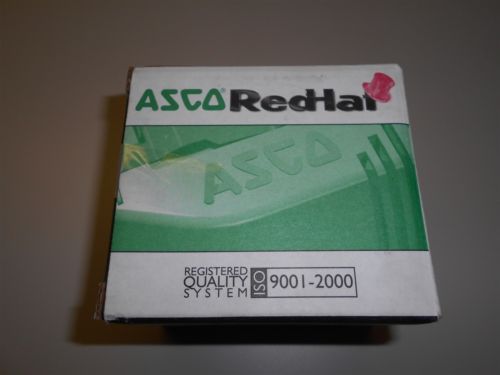 ASCO® RedHat
ASCO
REGISTERED
QUALITY
SYSTEM
ISO
9001-2000